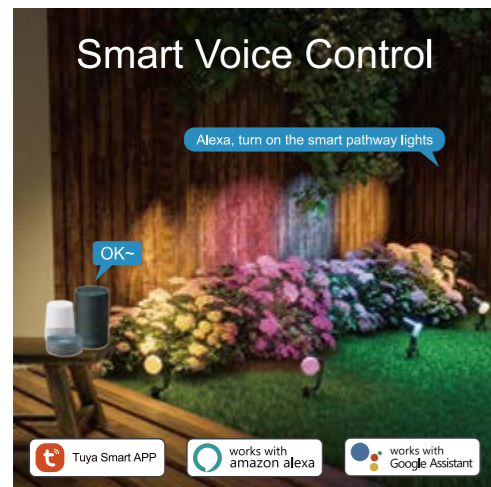 Smart Voice Control
Alexa, turn on the smart pathway lights
OK~
Tuya Smart APP
works with
amazon alexa
works with
Google Assistant